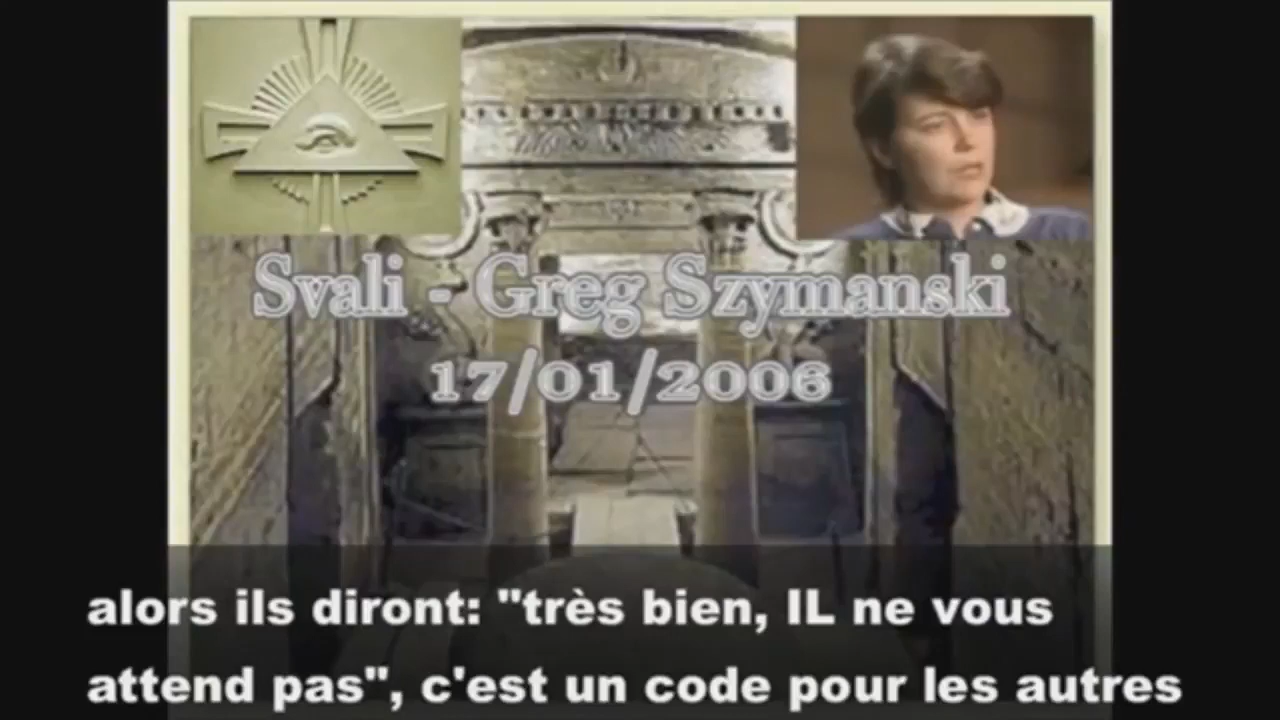 Svali - Greg Szymanski
17/01/2006
alors ils diront: "très bien, IL ne vous
attend pas", c'est un code pour les autres